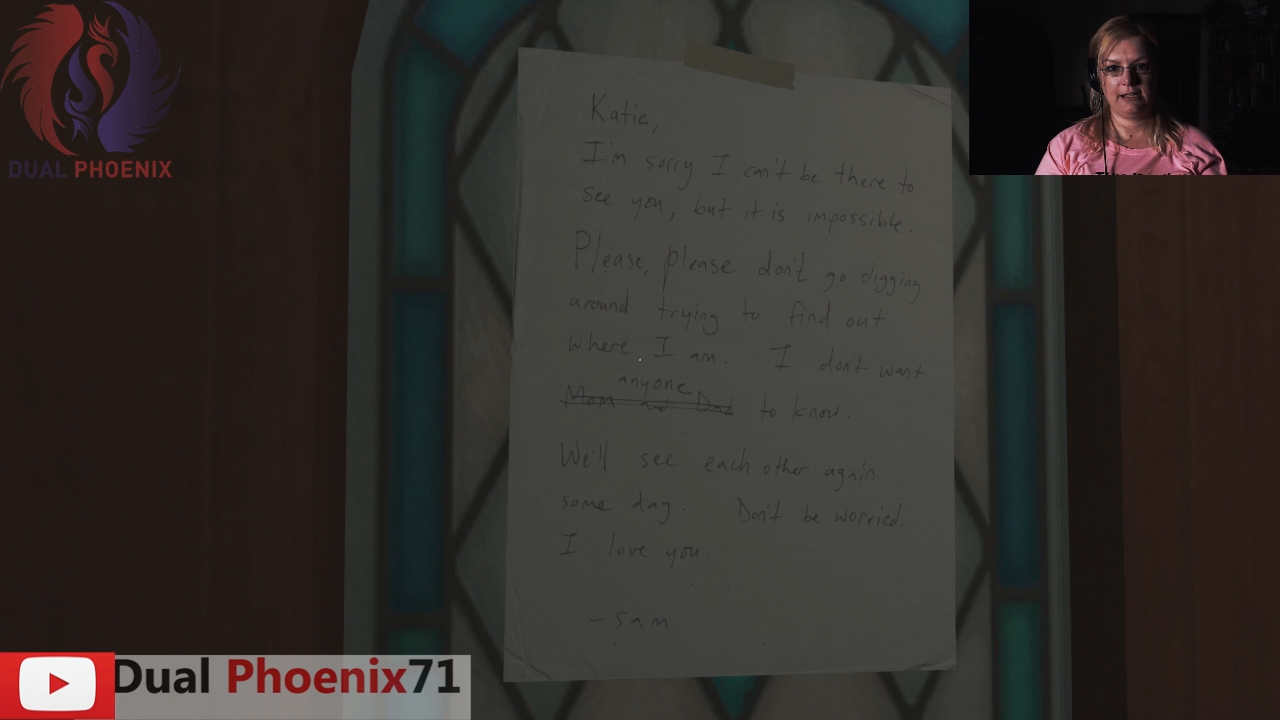 DUAL PHOENIX
Katie,
I'm sorry I can't be there to
see you, but it is impossible.
Please, please don't go digging
around trying to find out
where I am. I don't want
anyone
Mom and Dad to know.
We'll see each other again
some day. Don't be worried.
I love you.
- Sam
Dual Phoenix71